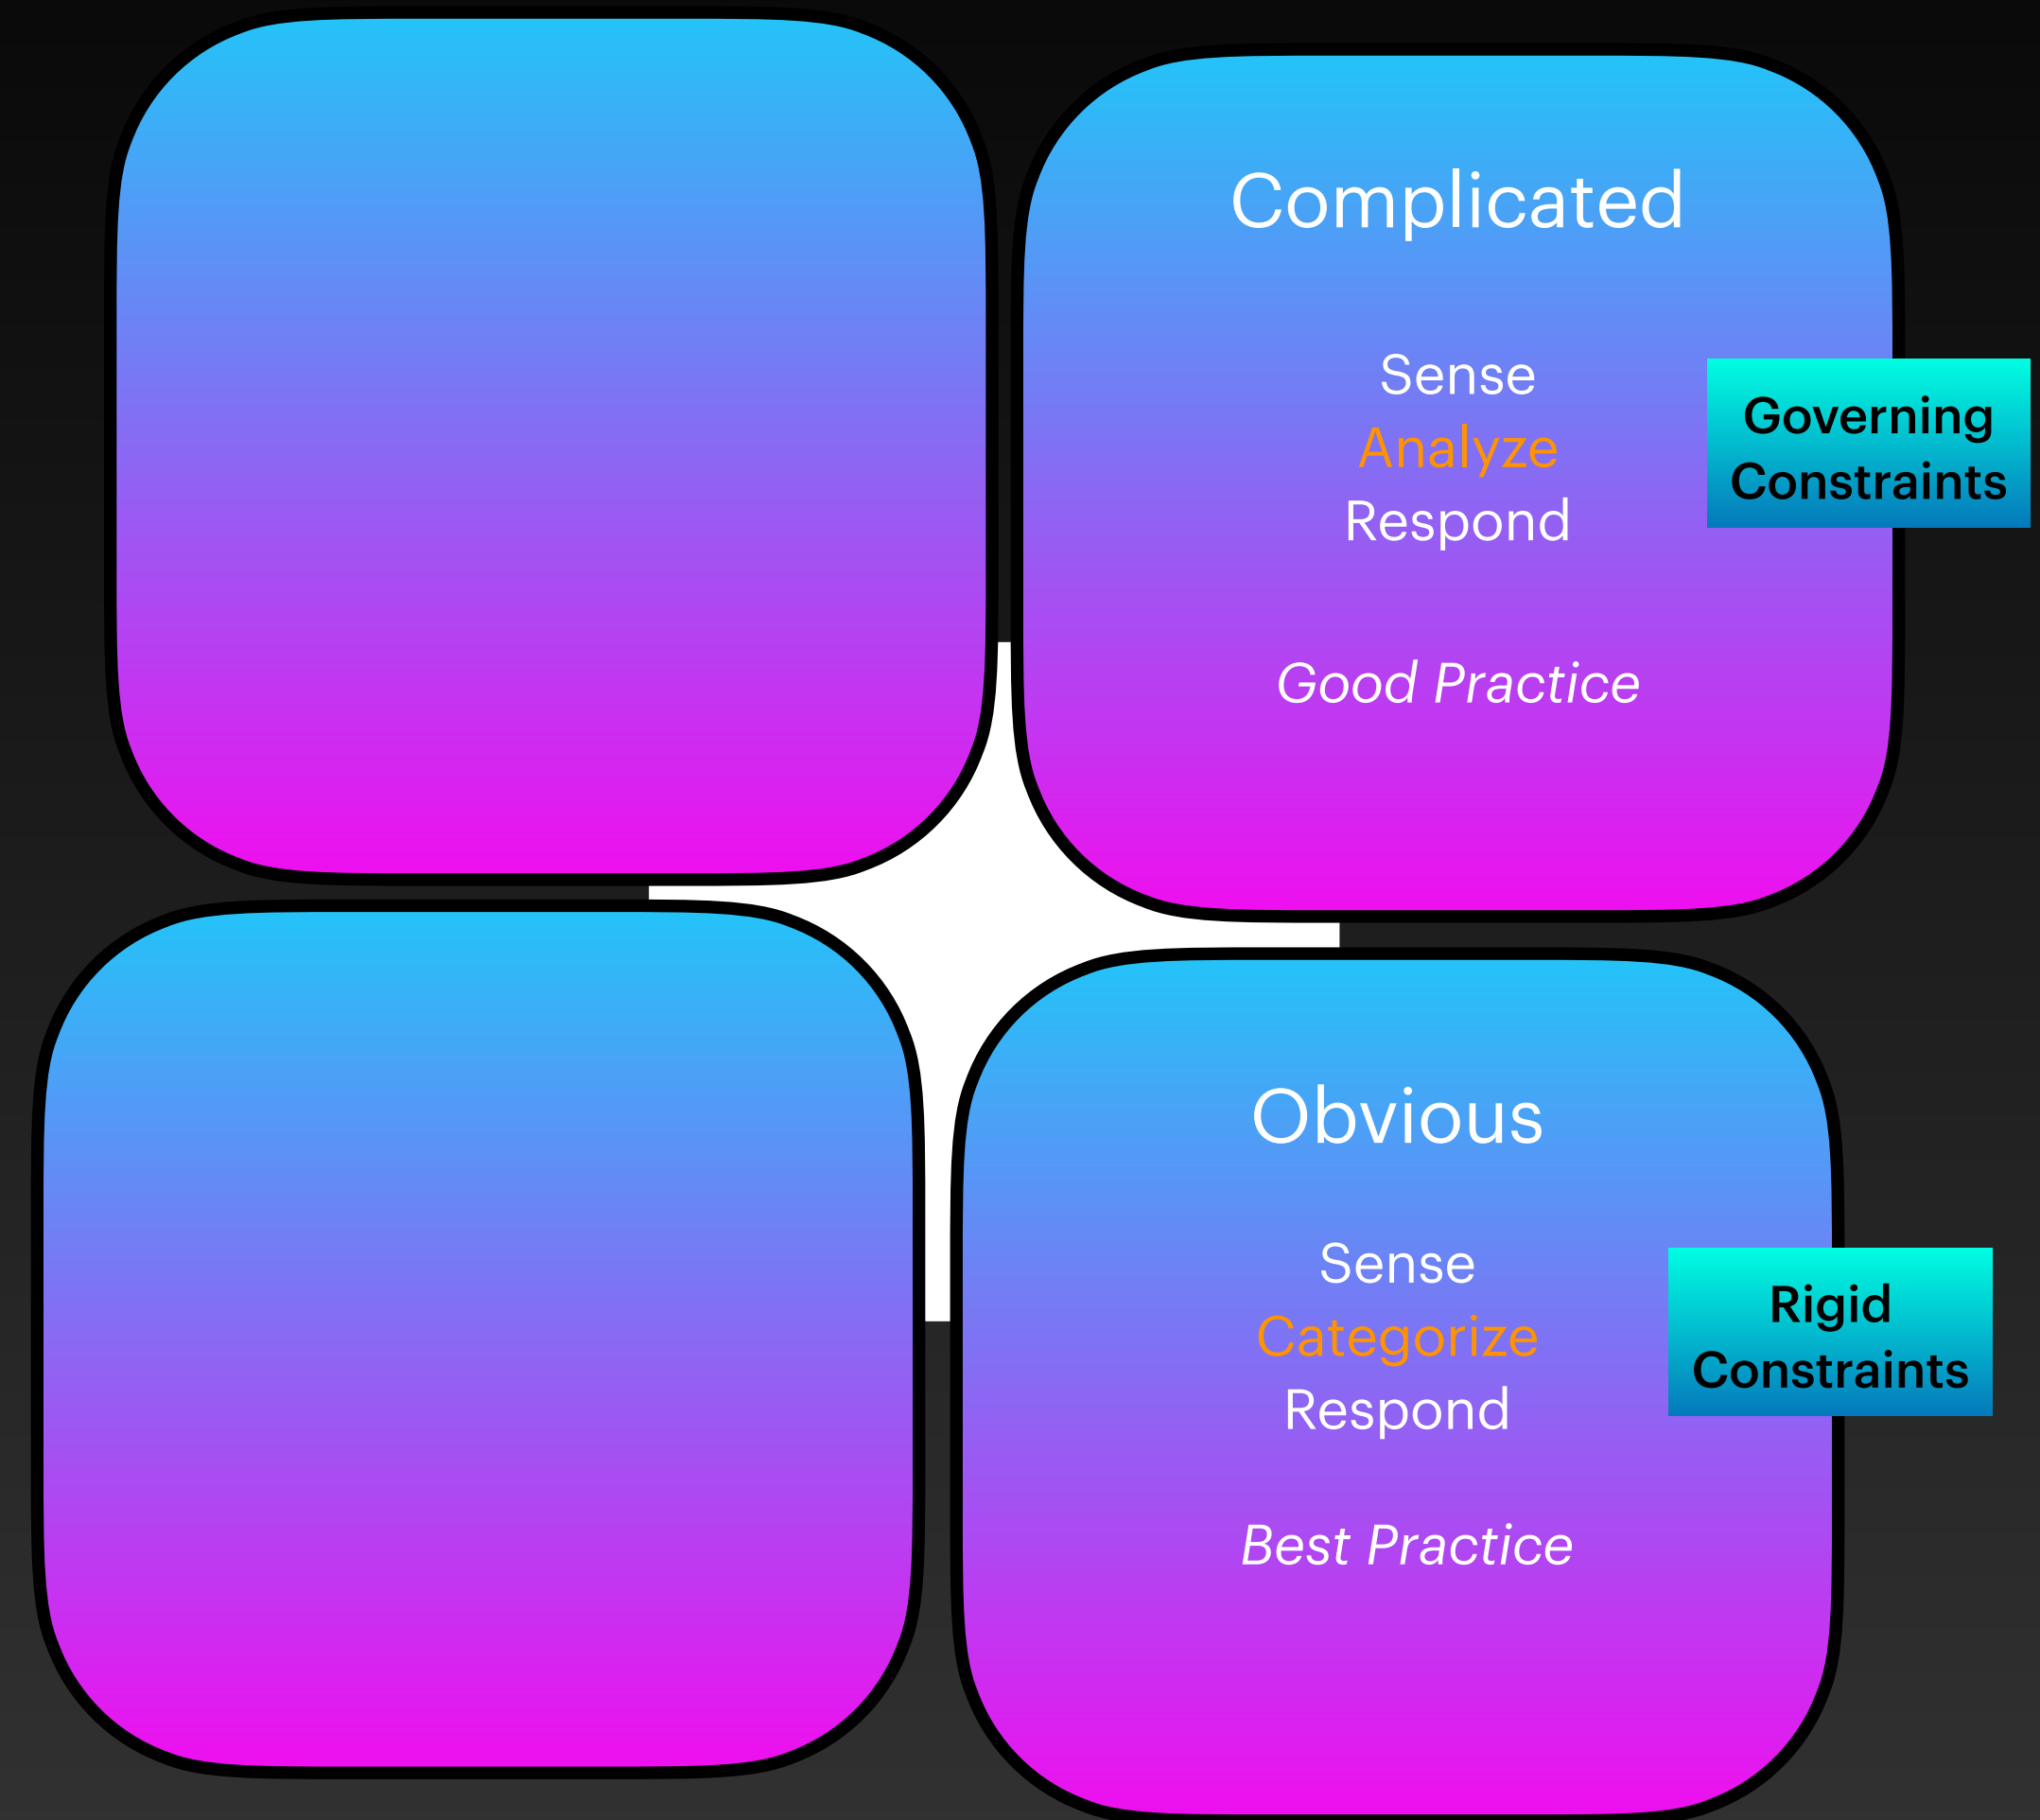 Complicated
Sense
Analyze
Respond
Good Practice
Governing
Constraints
Obvious
Sense
Categorize
Respond
Best Practice
Rigid
Constraints